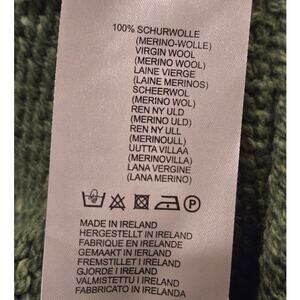 100% SCHURWOLLE
(MERINO-WOLLE)
VIRGIN WOOL
(MERINO WOOL)
LAINE VIERGE
(LAINE MERINOS)
SCHEERWOL
(MERINO WOL)
REN NY ULD
(MERINO ULD)
REN NY ULL
(MERINOULL)
UUTTA VILLAA
(MERINOVILLA)
LANA VERGINE
(LANA MERINO)
P
MADE IN IRELAND
HERGESTELLT IN IRELAND
FABRIQUE EN IRELANDE
GEMAAKT IN IERLAND
FREMSTILLET I IRLAND
GJORDE I IRLAND
VALMISTETTU I IRLAND
FABBRICATO IN IRLANDA